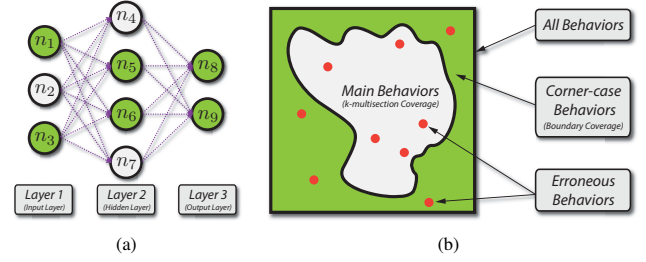 n1
n2
n3
n4
n5
n6
n7
n8
n9
Layer 1
(Input Layer)
Layer 2
(Hidden Layer)
Layer 3
(Output Layer)
(a)
Main Behaviors
(k-multisection Coverage)
All Behaviors
Corner-case
Behaviors
(Boundary Coverage)
Erroneous
Behaviors
(b)